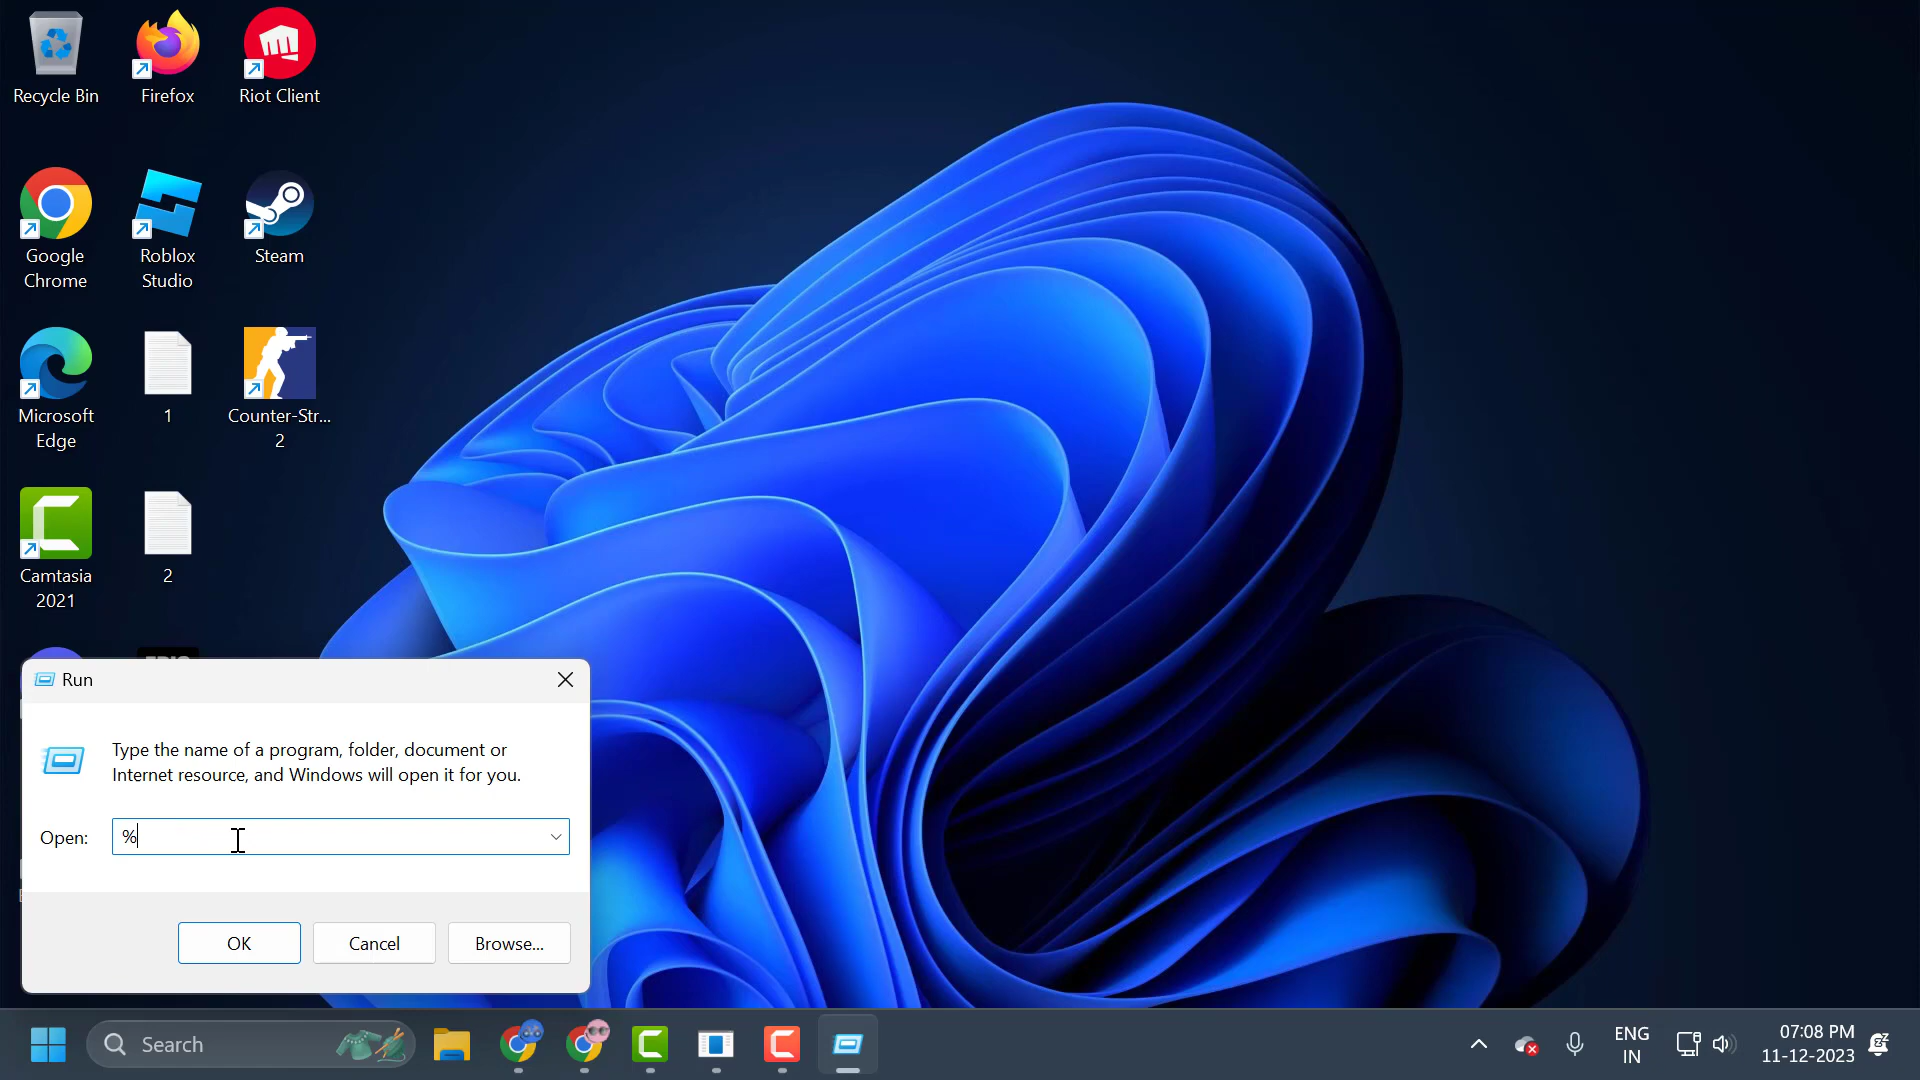 Recycle Bin
Firefox
Riot Client
Google
Chrome
Roblox
Studio
Steam
Microsoft
Edge
1
Counter-Str...
2
Camtasia
2021
2
Run
Type the name of a program, folder, document or
Internet resource, and Windows will open it for you.
Open:
%
OK
Cancel
Browse...
Search
ENG
IN
07:08 PM
11-12-2023